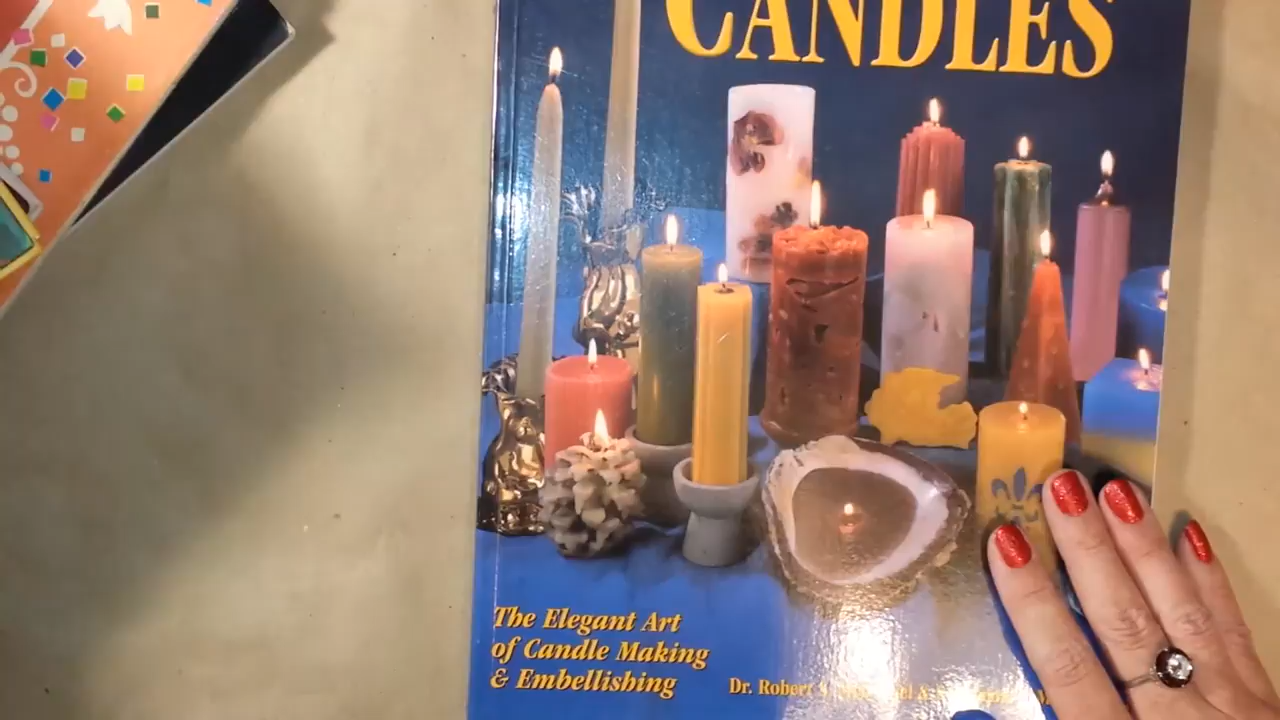 CANDLES
The Elegant Art
of Candle Making
& Embellishing
Dr. Robert